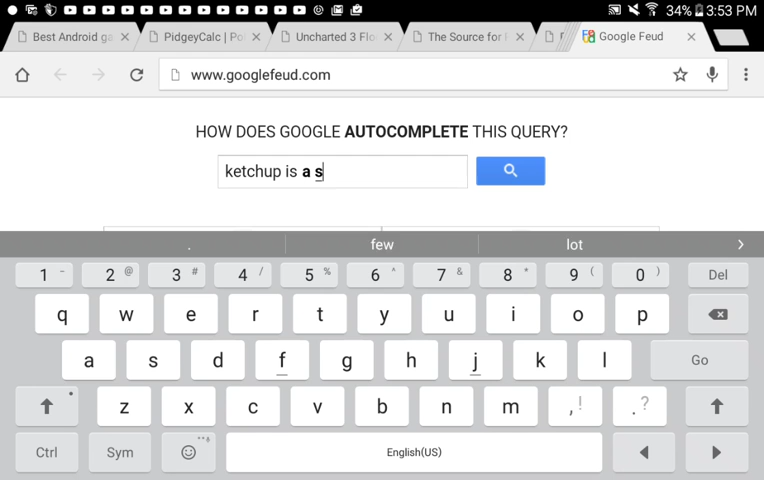 34% 3:53 PM
Best Android ga
PidgeyCalc | Pol
Uncharted 3 Flo
The Source for
Google Feud
www.googlefeud.com
HOW DOES GOOGLE AUTOCOMPLETE THIS QUERY?
ketchup is a s
. few lot
1 - 2 @ 3 # 4 / 5 % 6 ^ 7 & 8 * 9 ( 0 ) Del
q w e r t y u i o p
a s d f g h j k l Go
z x c v b n m , ! . ?
Ctrl Sym English(US)